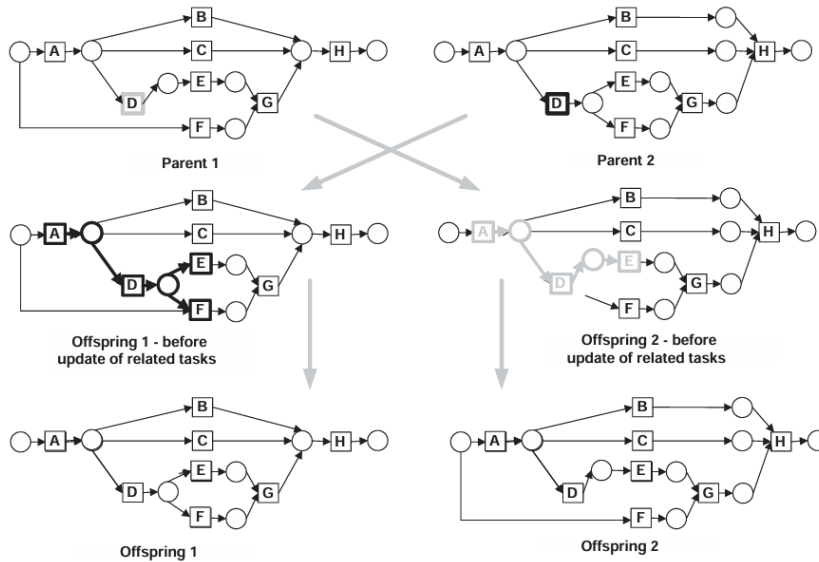 B
B
A
C
H
A
C
H
D
E
G
D
E
G
F
F
Parent 1
Parent 2
B
B
A
C
H
A
C
H
D
E
G
D
E
G
F
F
Offspring 1 - before
update of related tasks
Offspring 2 - before
update of related tasks
B
B
A
C
H
A
C
H
D
E
G
D
E
G
F
F
Offspring 1
Offspring 2